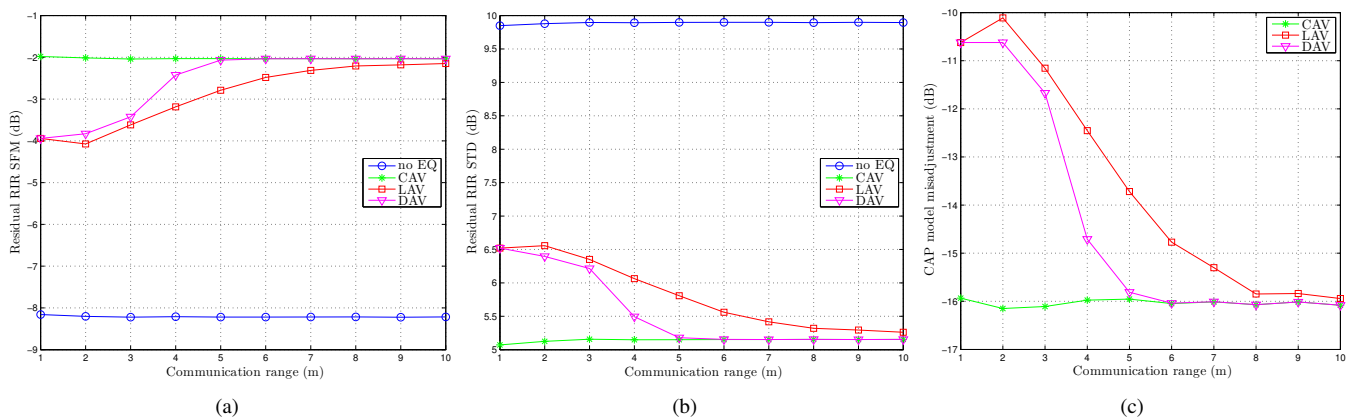 −1
−2
−3
−4
−5
−6
−7
−8
−9
1 2 3 4 5 6 7 8 9 10
Residual RIR SFM (dB)
Communication range (m)
no EQ
CAV
LAV
DAV
(a)
10
9.5
9
8.5
8
7.5
7
6.5
6
5.5
5
1 2 3 4 5 6 7 8 9 10
Residual RIR STD (dB)
Communication range (m)
no EQ
CAV
LAV
DAV
(b)
−10
−11
−12
−13
−14
−15
−16
−17
1 2 3 4 5 6 7 8 9 10
CAP model misadjustment (dB)
Communication range (m)
CAV
LAV
DAV
(c)